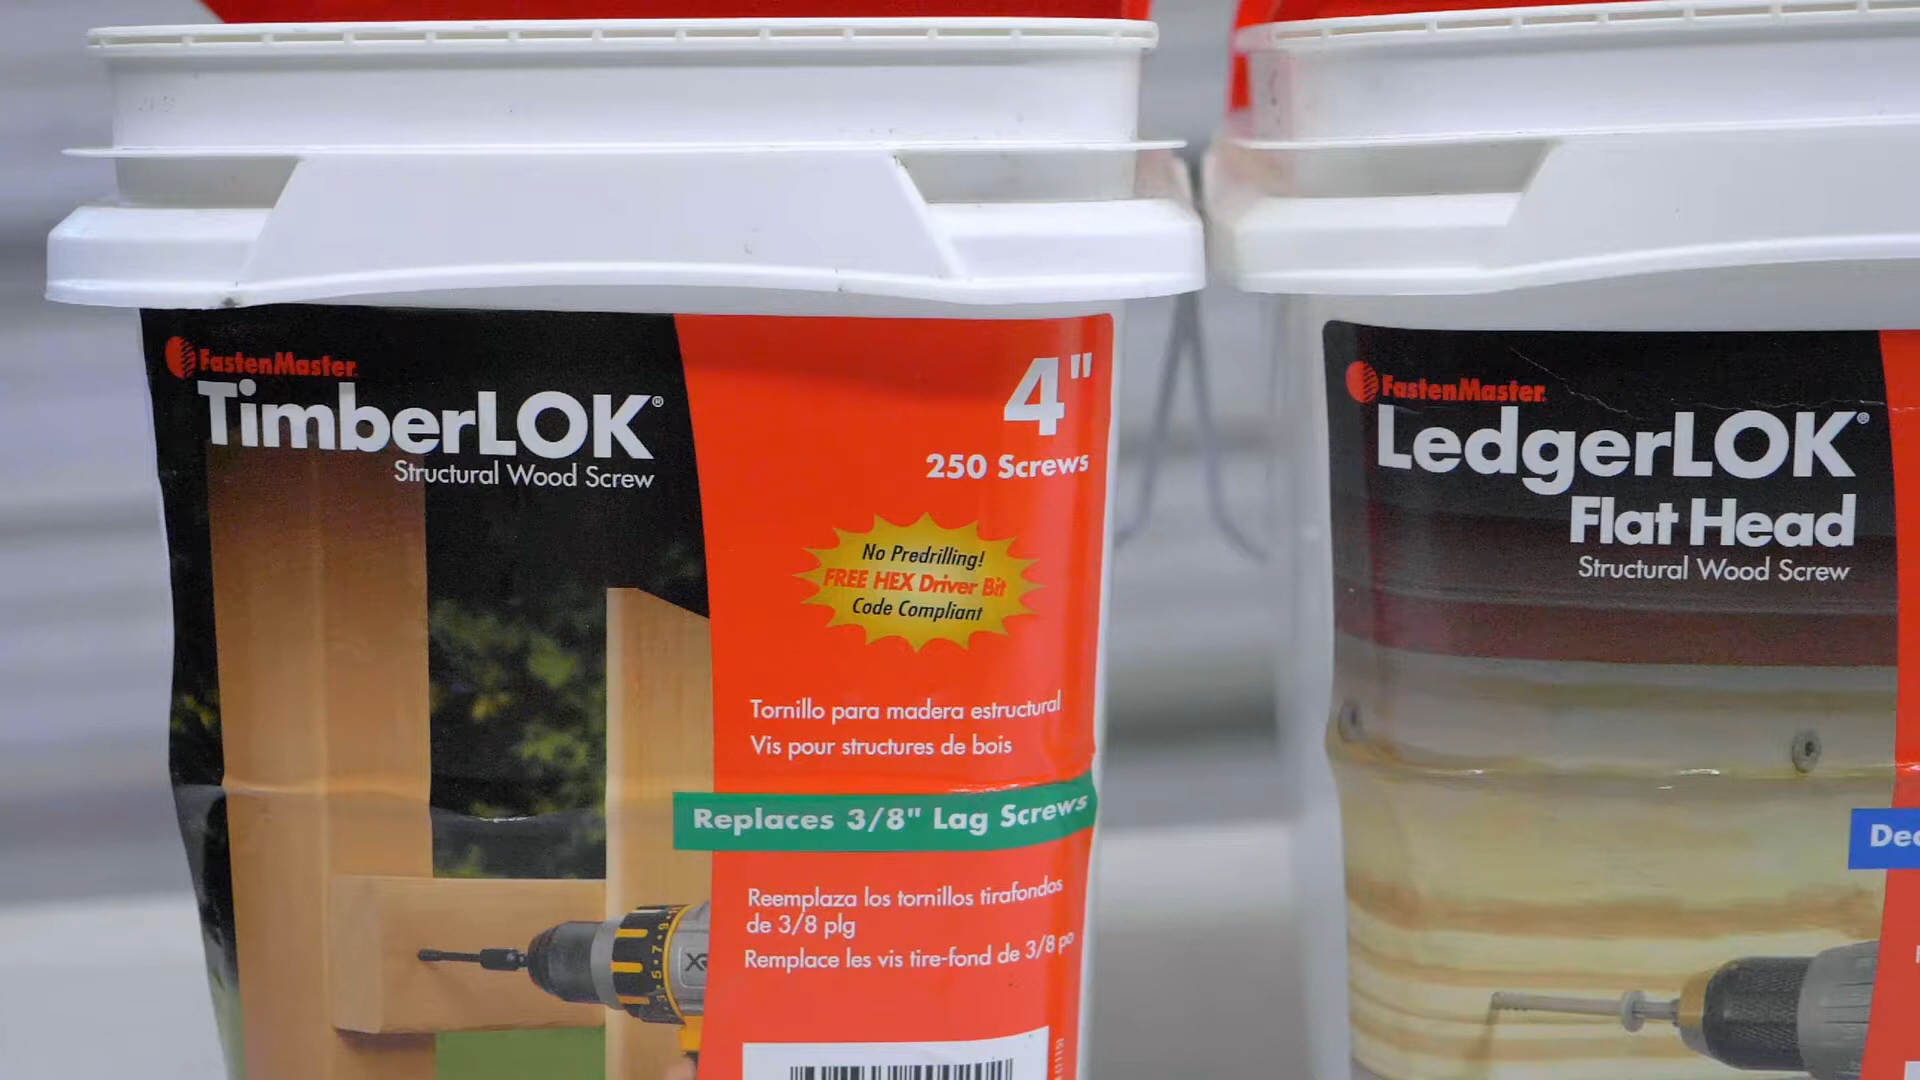 FastenMaster
TimberLOK®
Structural Wood Screw
4"
250 Screws
No Predrilling!
FREE HEX Driver Bit
Code Compliant
Tornillo para madera estructural
Vis pour structures de bois
Replaces 3/8" Lag Screws
Reemplaza los tornillos tirafondos
de 3/8 plg
Remplace les vis tire-fond de 3/8 po
FastenMaster
LedgerLOK®
Flat Head
Structural Wood Screw